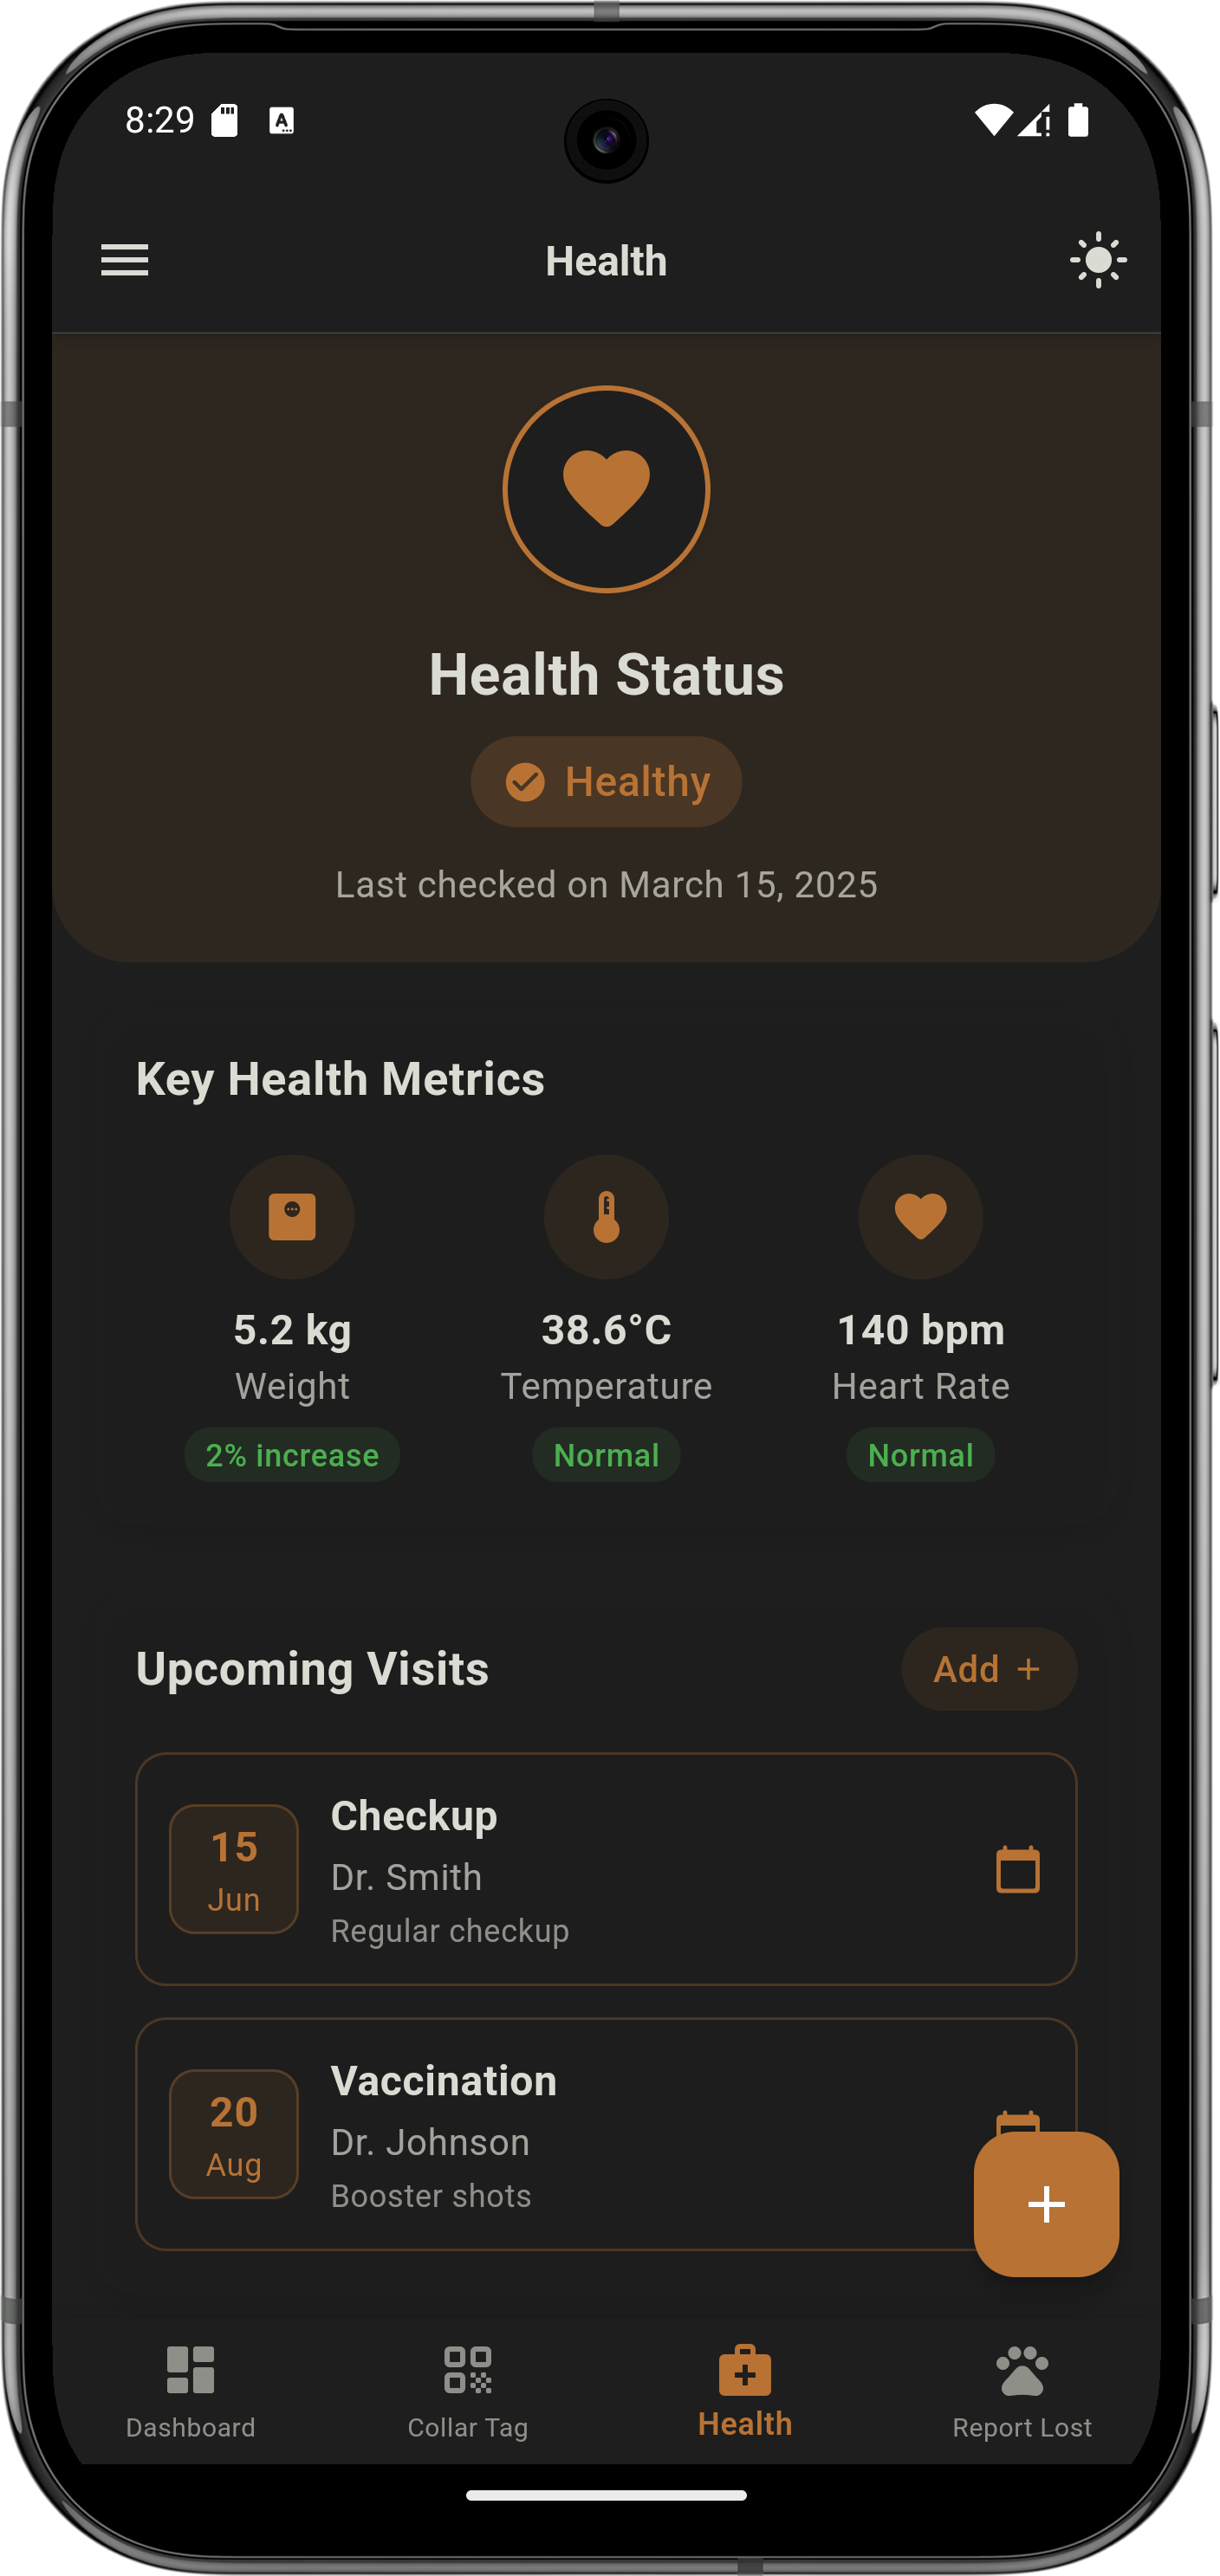 8:29
Health
Health Status
Healthy
Last checked on March 15, 2025
Key Health Metrics
5.2 kg
Weight
2% increase
38.6°C
Temperature
Normal
140 bpm
Heart Rate
Normal
Upcoming Visits
Add +
15
Jun
Checkup
Dr. Smith
Regular checkup
20
Aug
Vaccination
Dr. Johnson
Booster shots
Dashboard
Collar Tag
Health
Report Lost